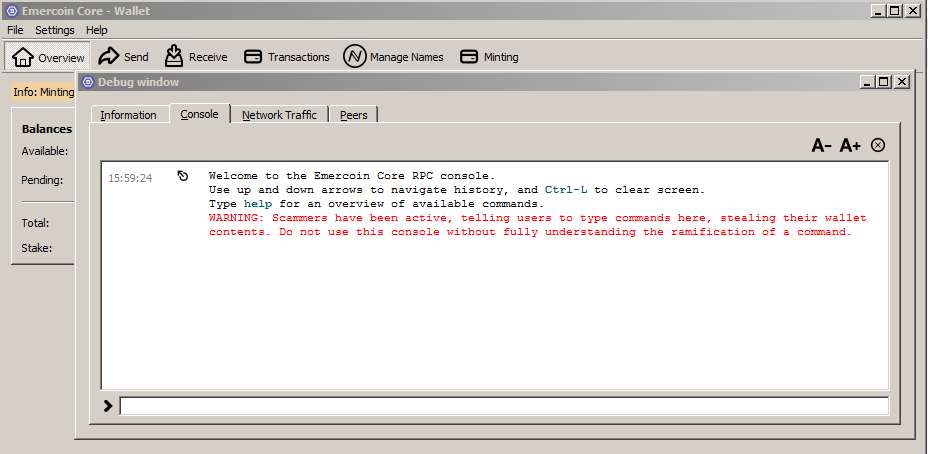 Emercoin Core - Wallet
File Settings Help
Overview Send Receive Transactions Manage Names Minting
Debug window
Info: Minting
Information Console Network Traffic Peers
Balances
Available:
Pending:
Total:
Stake:
A- A+
15:59:24 Welcome to the Emercoin Core RPC console.
Use up and down arrows to navigate history, and Ctrl-L to clear screen.
Type help for an overview of available commands.
WARNING: Scammers have been active, telling users to type commands here, stealing their wallet
contents. Do not use this console without fully understanding the ramification of a command.